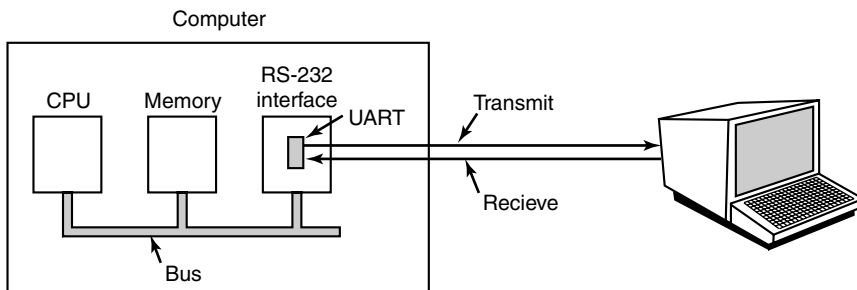 Computer
CPU
Memory
RS-232
interface
UART
Transmit
Recieve
Bus